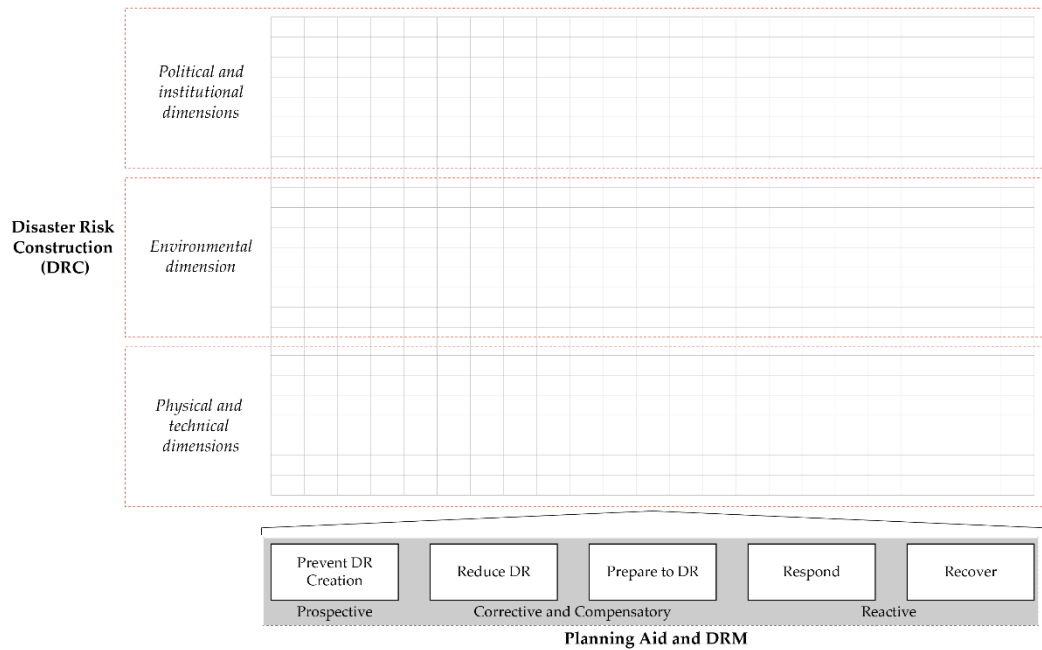 Political and
institutional
dimensions
Disaster Risk
Construction
(DRC)
Environmental
dimension
Physical and
technical
dimensions
Prevent DR
Creation
Reduce DR
Prepare to DR
Respond
Recover
Prospective
Corrective and Compensatory
Reactive
Planning Aid and DRM